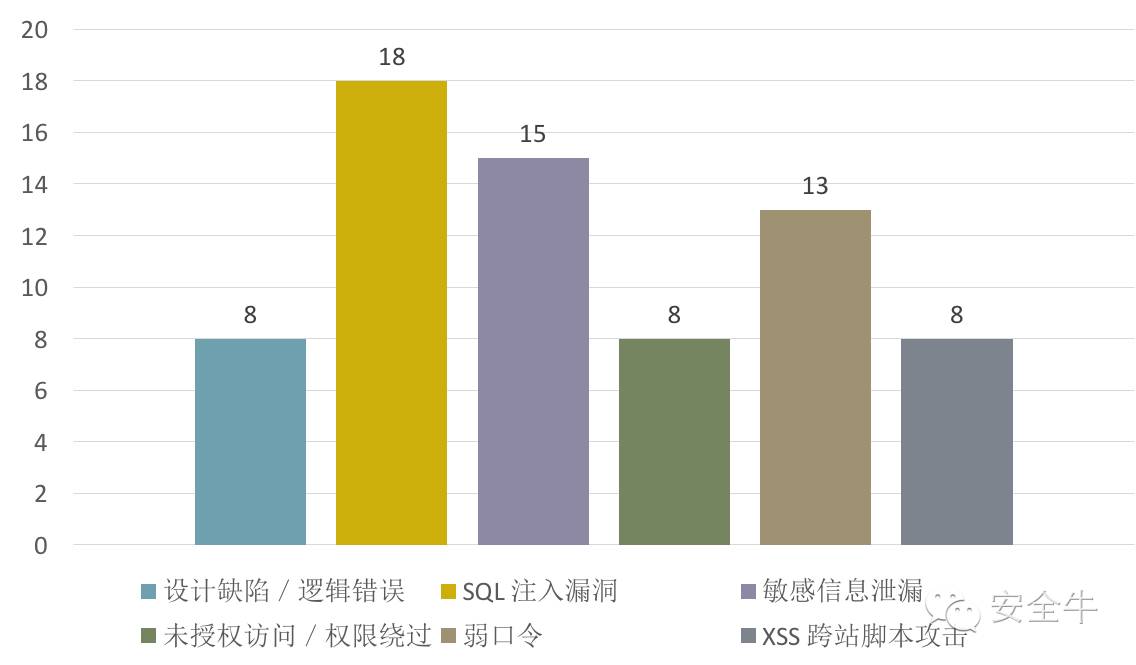 20
18
16
14
12
10
8
6
4
2
0
8
18
15
8
13
8
设计缺陷 / 逻辑错误
SQL 注入漏洞
敏感信息泄漏
未授权访问 / 权限绕过
弱口令
XSS 跨站脚本攻击
安全牛